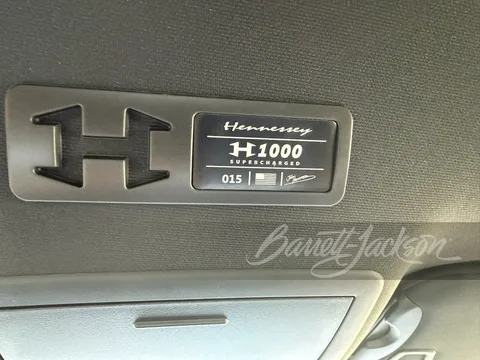 Hennessey
H1000
SUPERCHARGED
015
Barrett-Jackson